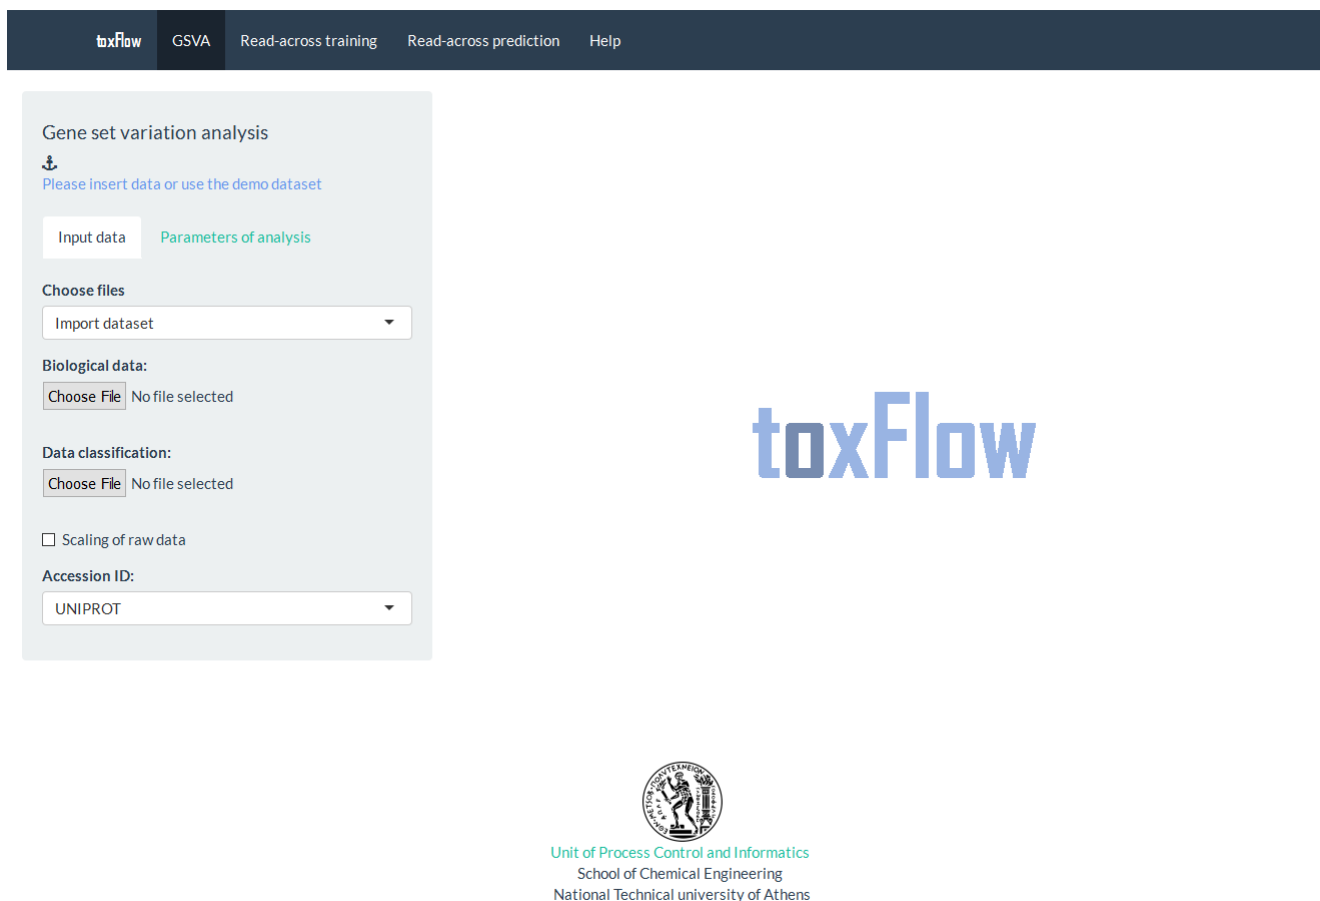 toxFlow GSVA Read-across training Read-across prediction Help
Gene set variation analysis
Please insert data or use the demo dataset
Input data Parameters of analysis
Choose files
Import dataset
Biological data:
Choose File No file selected
Data classification:
Choose File No file selected
Scaling of raw data
Accession ID:
UNIPROT
toxFlow
Unit of Process Control and Informatics
School of Chemical Engineering
National Technical university of Athens